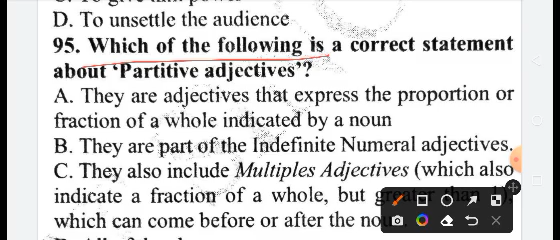 D. To unsettle the audience
95. Which of the following is a correct statement
about ‘Partitive adjectives’?
A. They are adjectives that express the proportion or
fraction of a whole indicated by a noun
B. They are part of the Indefinite Numeral adjectives.
C. They also include Multiples Adjectives (which also
indicate a fraction of a whole, but greater than
which can come before or after the